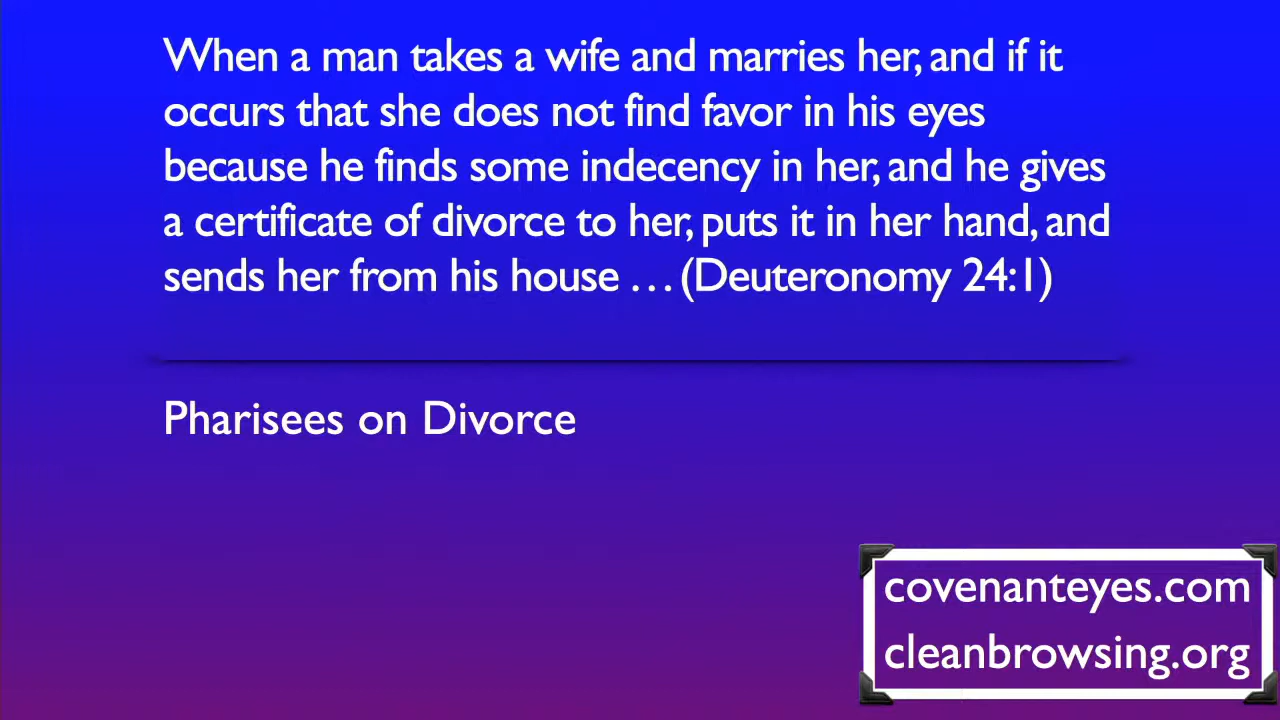 When a man takes a wife and marries her, and if it
occurs that she does not find favor in his eyes
because he finds some indecency in her, and he gives
a certificate of divorce to her, puts it in her hand, and
sends her from his house … (Deuteronomy 24:1)
Pharisees on Divorce
covenanteyes.com
cleanbrowsing.org